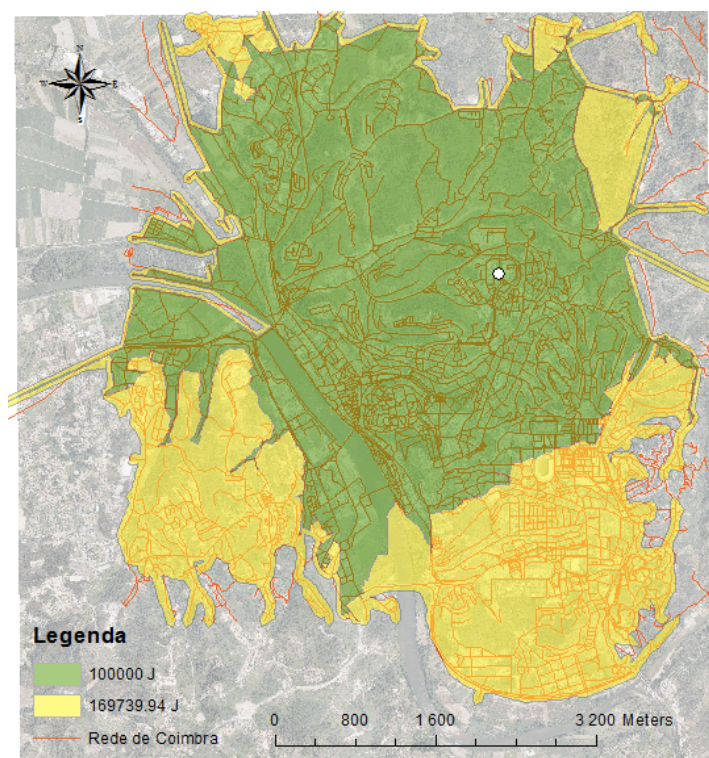 N
W E
S
Legenda
100000 J
169739.94 J
Rede de Coimbra
0 800 1 600 3 200 Meters